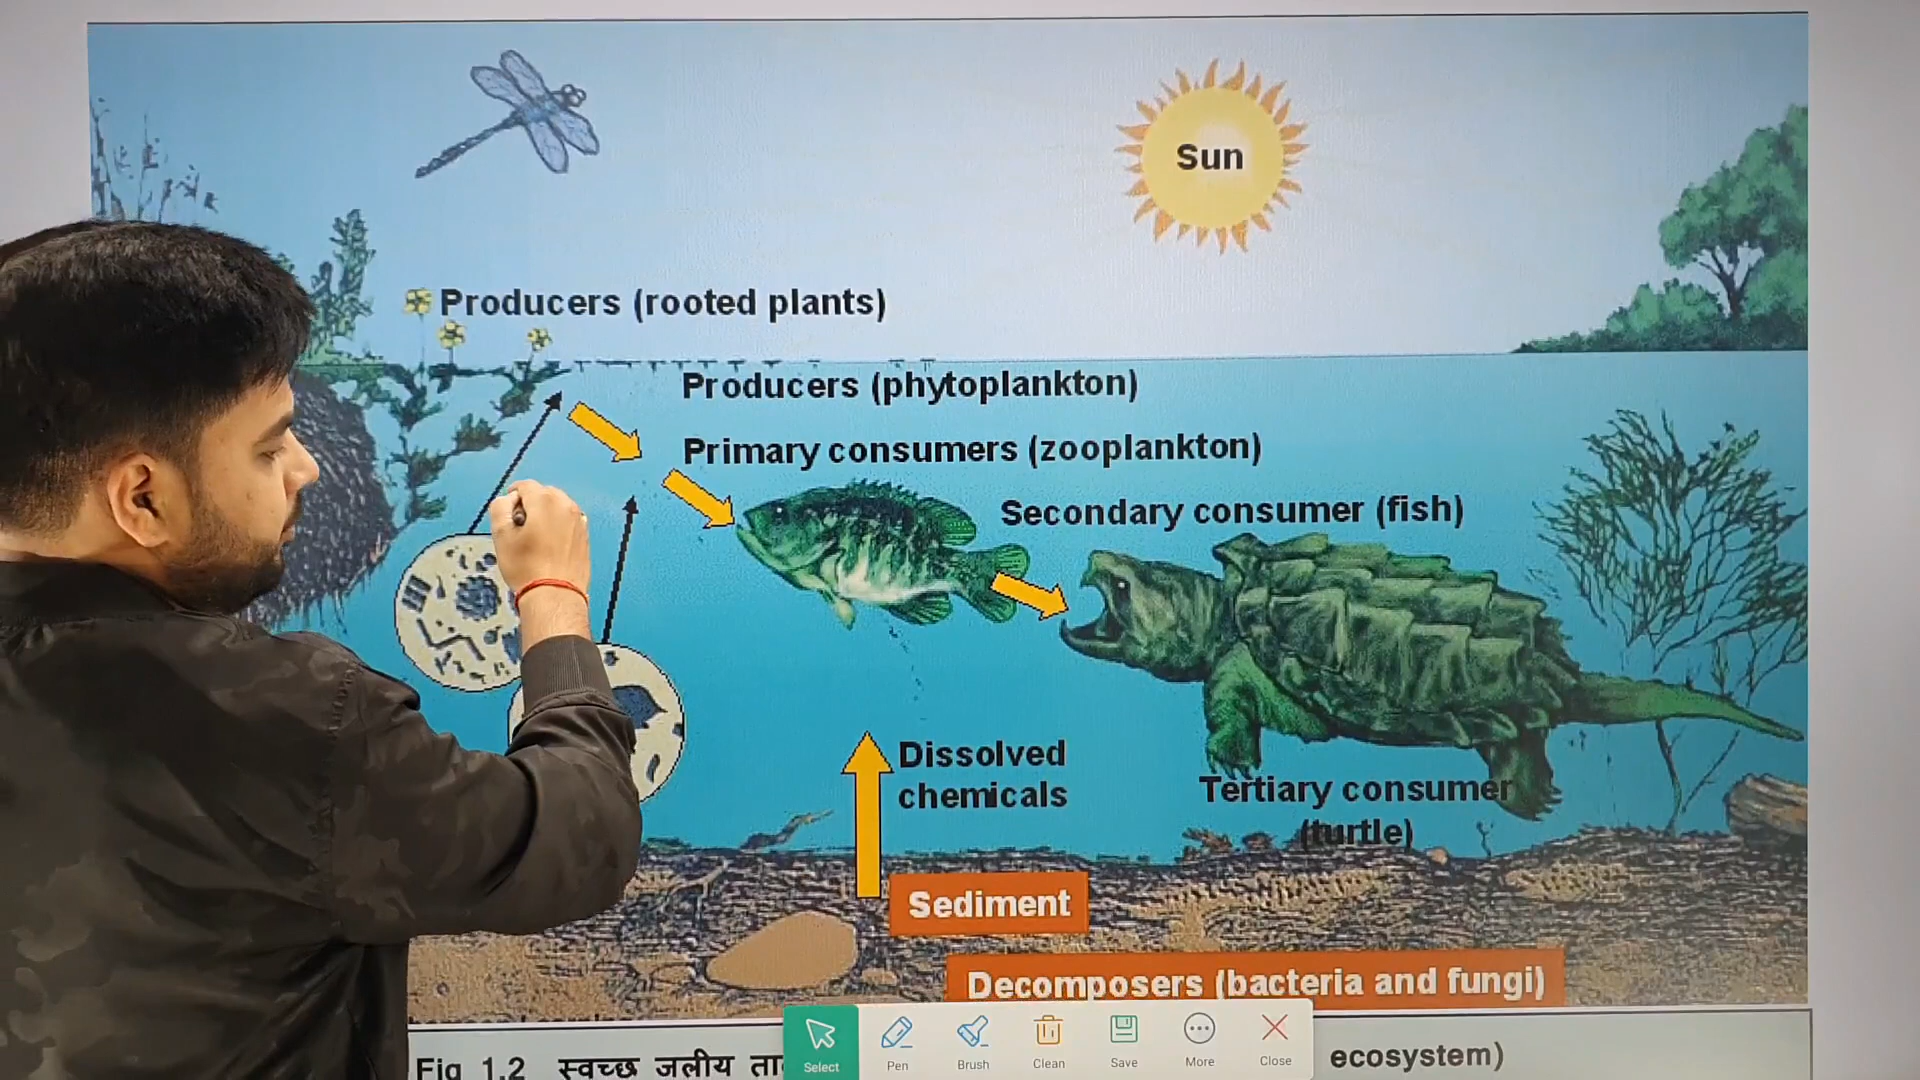 Sun
Producers (rooted plants)
Producers (phytoplankton)
Primary consumers (zooplankton)
Secondary consumer (fish)
Dissolved
chemicals
Tertiary consumer
(turtle)
Sediment
Decomposers (bacteria and fungi)
Fig 1.2 स्वच्छ जलीय ecosystem)
Select Pen Brush Clean Save More Close